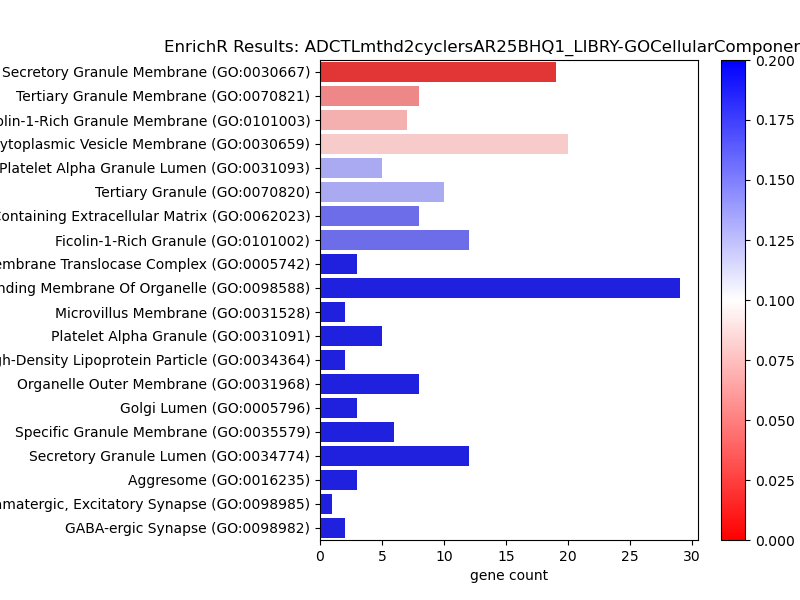 EnrichR Results: ADCTLmthd2cyclersAR25BHQ1_LIBRY-GOCellularComponen
Secretory Granule Membrane (GO:0030667)
Tertiary Granule Membrane (GO:0070821)
olin-1-Rich Granule Membrane (GO:0101003)
ytoplasmic Vesicle Membrane (GO:0030659)
Platelet Alpha Granule Lumen (GO:0031093)
Tertiary Granule (GO:0070820)
Containing Extracellular Matrix (GO:0062023)
Ficolin-1-Rich Granule (GO:0101002)
embrane Translocase Complex (GO:0005742)
nding Membrane Of Organelle (GO:0098588)
Microvillus Membrane (GO:0031528)
Platelet Alpha Granule (GO:0031091)
gh-Density Lipoprotein Particle (GO:0034364)
Organelle Outer Membrane (GO:0031968)
Golgi Lumen (GO:0005796)
Specific Granule Membrane (GO:0035579)
Secretory Granule Lumen (GO:0034774)
Aggresome (GO:0016235)
amatergic, Excitatory Synapse (GO:0098985)
GABA-ergic Synapse (GO:0098982)
0 5 10 15 20 25 30
gene count
0.200
0.175
0.150
0.125
0.100
0.075
0.050
0.025
0.000